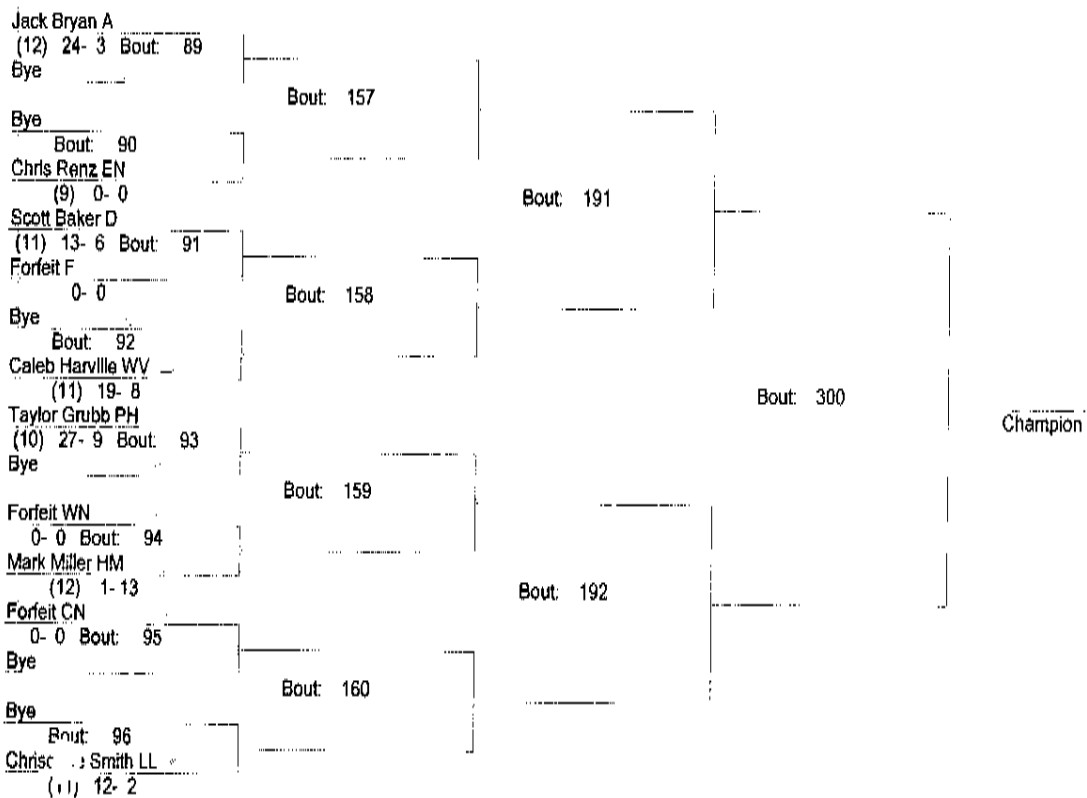 Jack Bryan A
(12) 24- 3 Bout: 89
Bye
Bout: 157
Bye
Bout: 90
Chris Renz EN
(9) 0- 0
Bout: 191
Scott Baker D
(11) 13- 6 Bout: 91
Forfeit F
0- 0
Bout: 158
Bye
Bout: 92
Caleb Harville WV
(11) 19- 8
Bout: 300
Taylor Grubb PH
(10) 27- 9 Bout: 93
Champion
Bye
Bout: 159
Forfeit WN
0- 0 Bout: 94
Mark Miller HM
(12) 1- 13
Bout: 192
Forfeit CN
0- 0 Bout: 95
Bye
Bout: 160
Bye
Bout: 96
Smith LL
12- 2